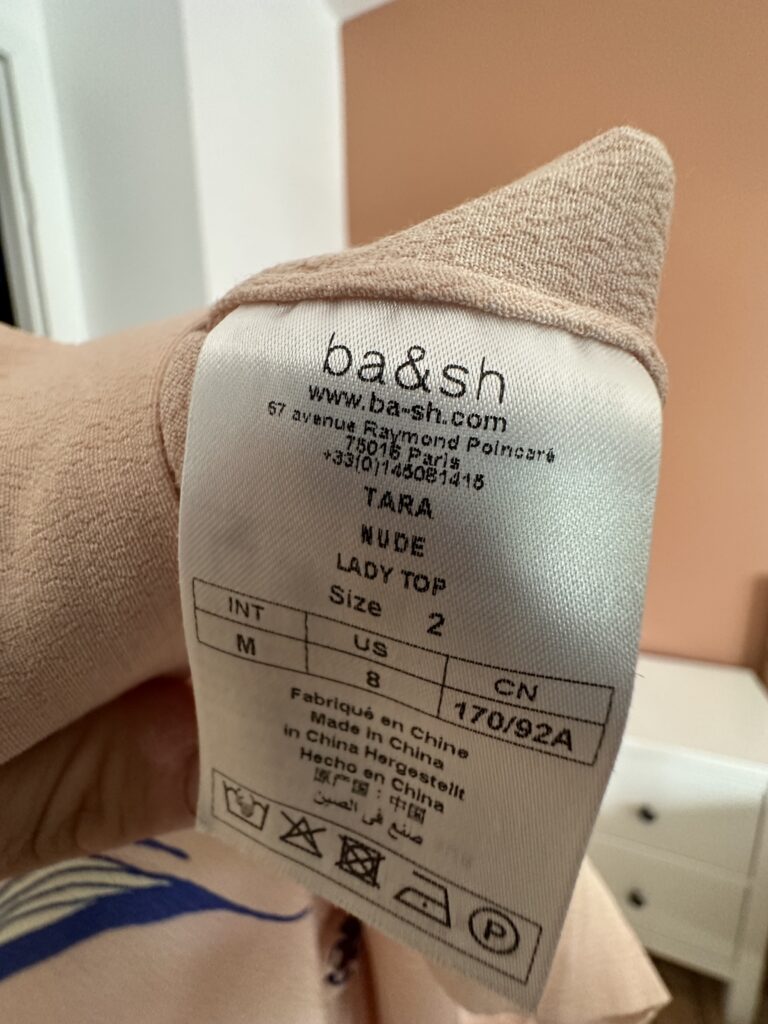 ba&sh
www.ba-sh.com
67 avenue Raymond Poincaré
75016 Paris
+33(0)145081415
TARA
NUDE
LADY TOP
Size 2
INT US CN
M 8 170/92A
Fabriqué en Chine
Made in China
in China Hergestellt
Hecho en China
原产国：中国
صنع في الصين
P